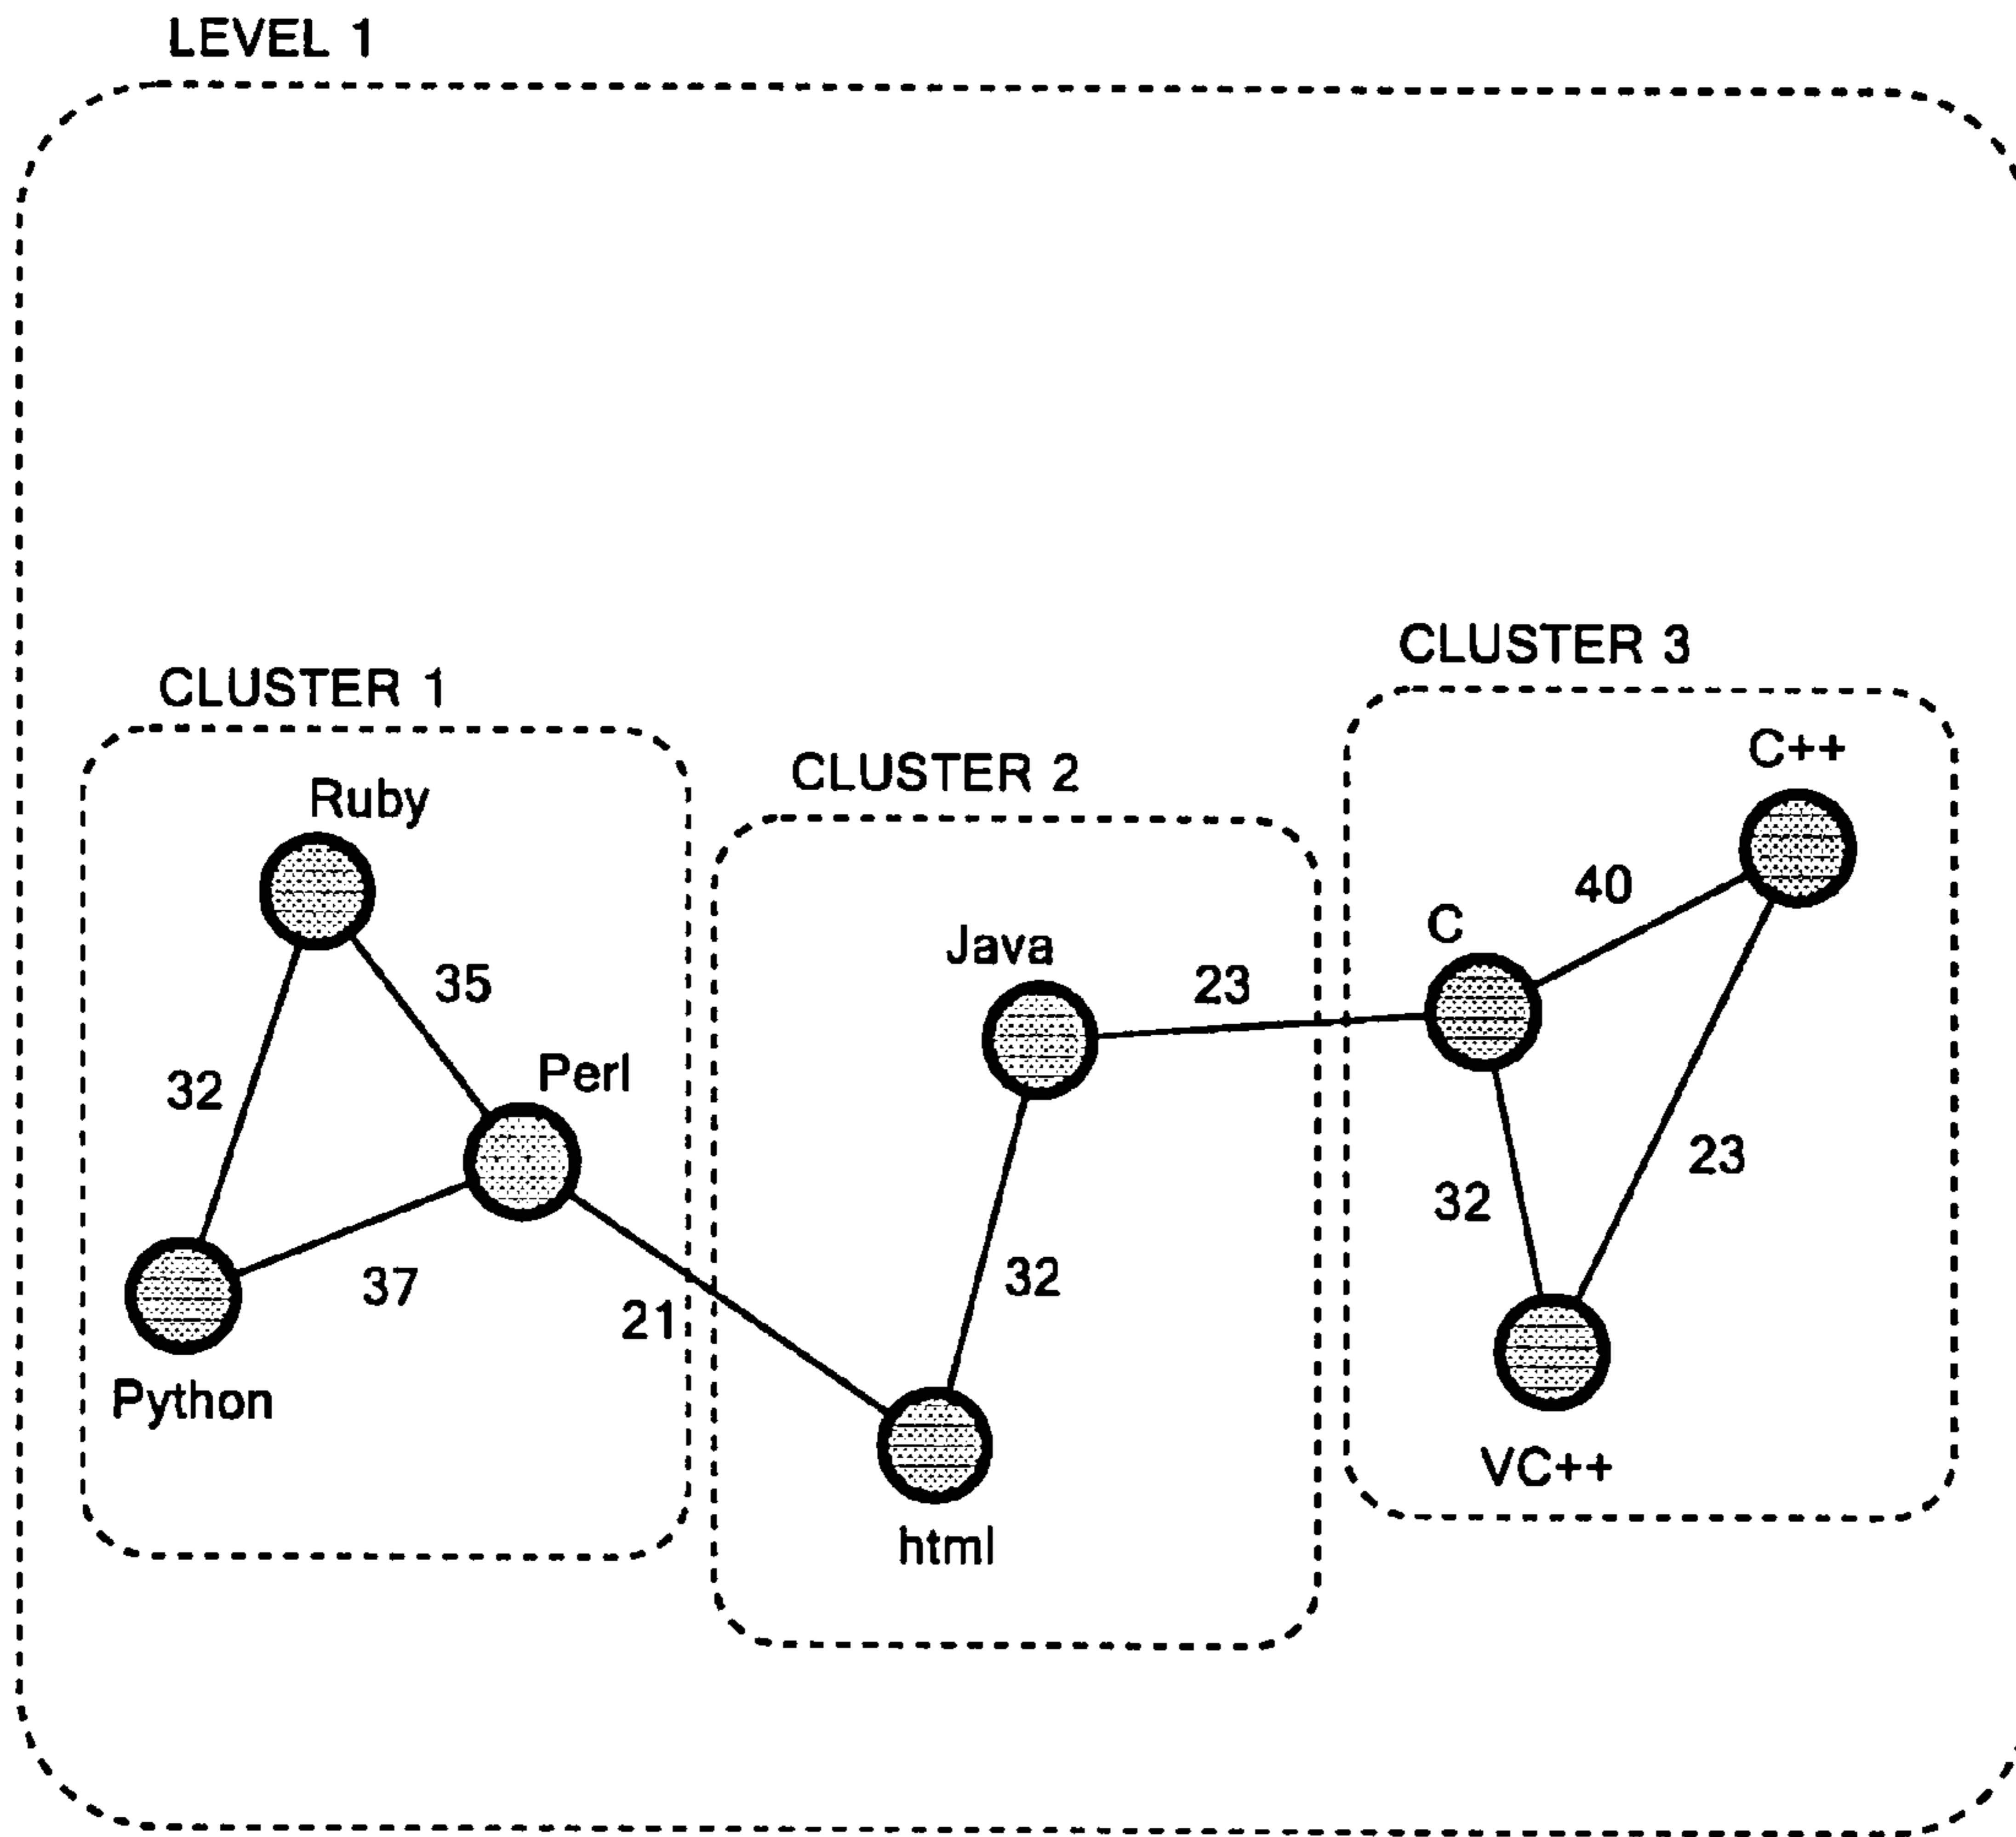 LEVEL 1
CLUSTER 1
Ruby
35
32
Perl
37
Python
21
CLUSTER 2
Java
23
32
html
CLUSTER 3
C++
40
C
23
32
VC++